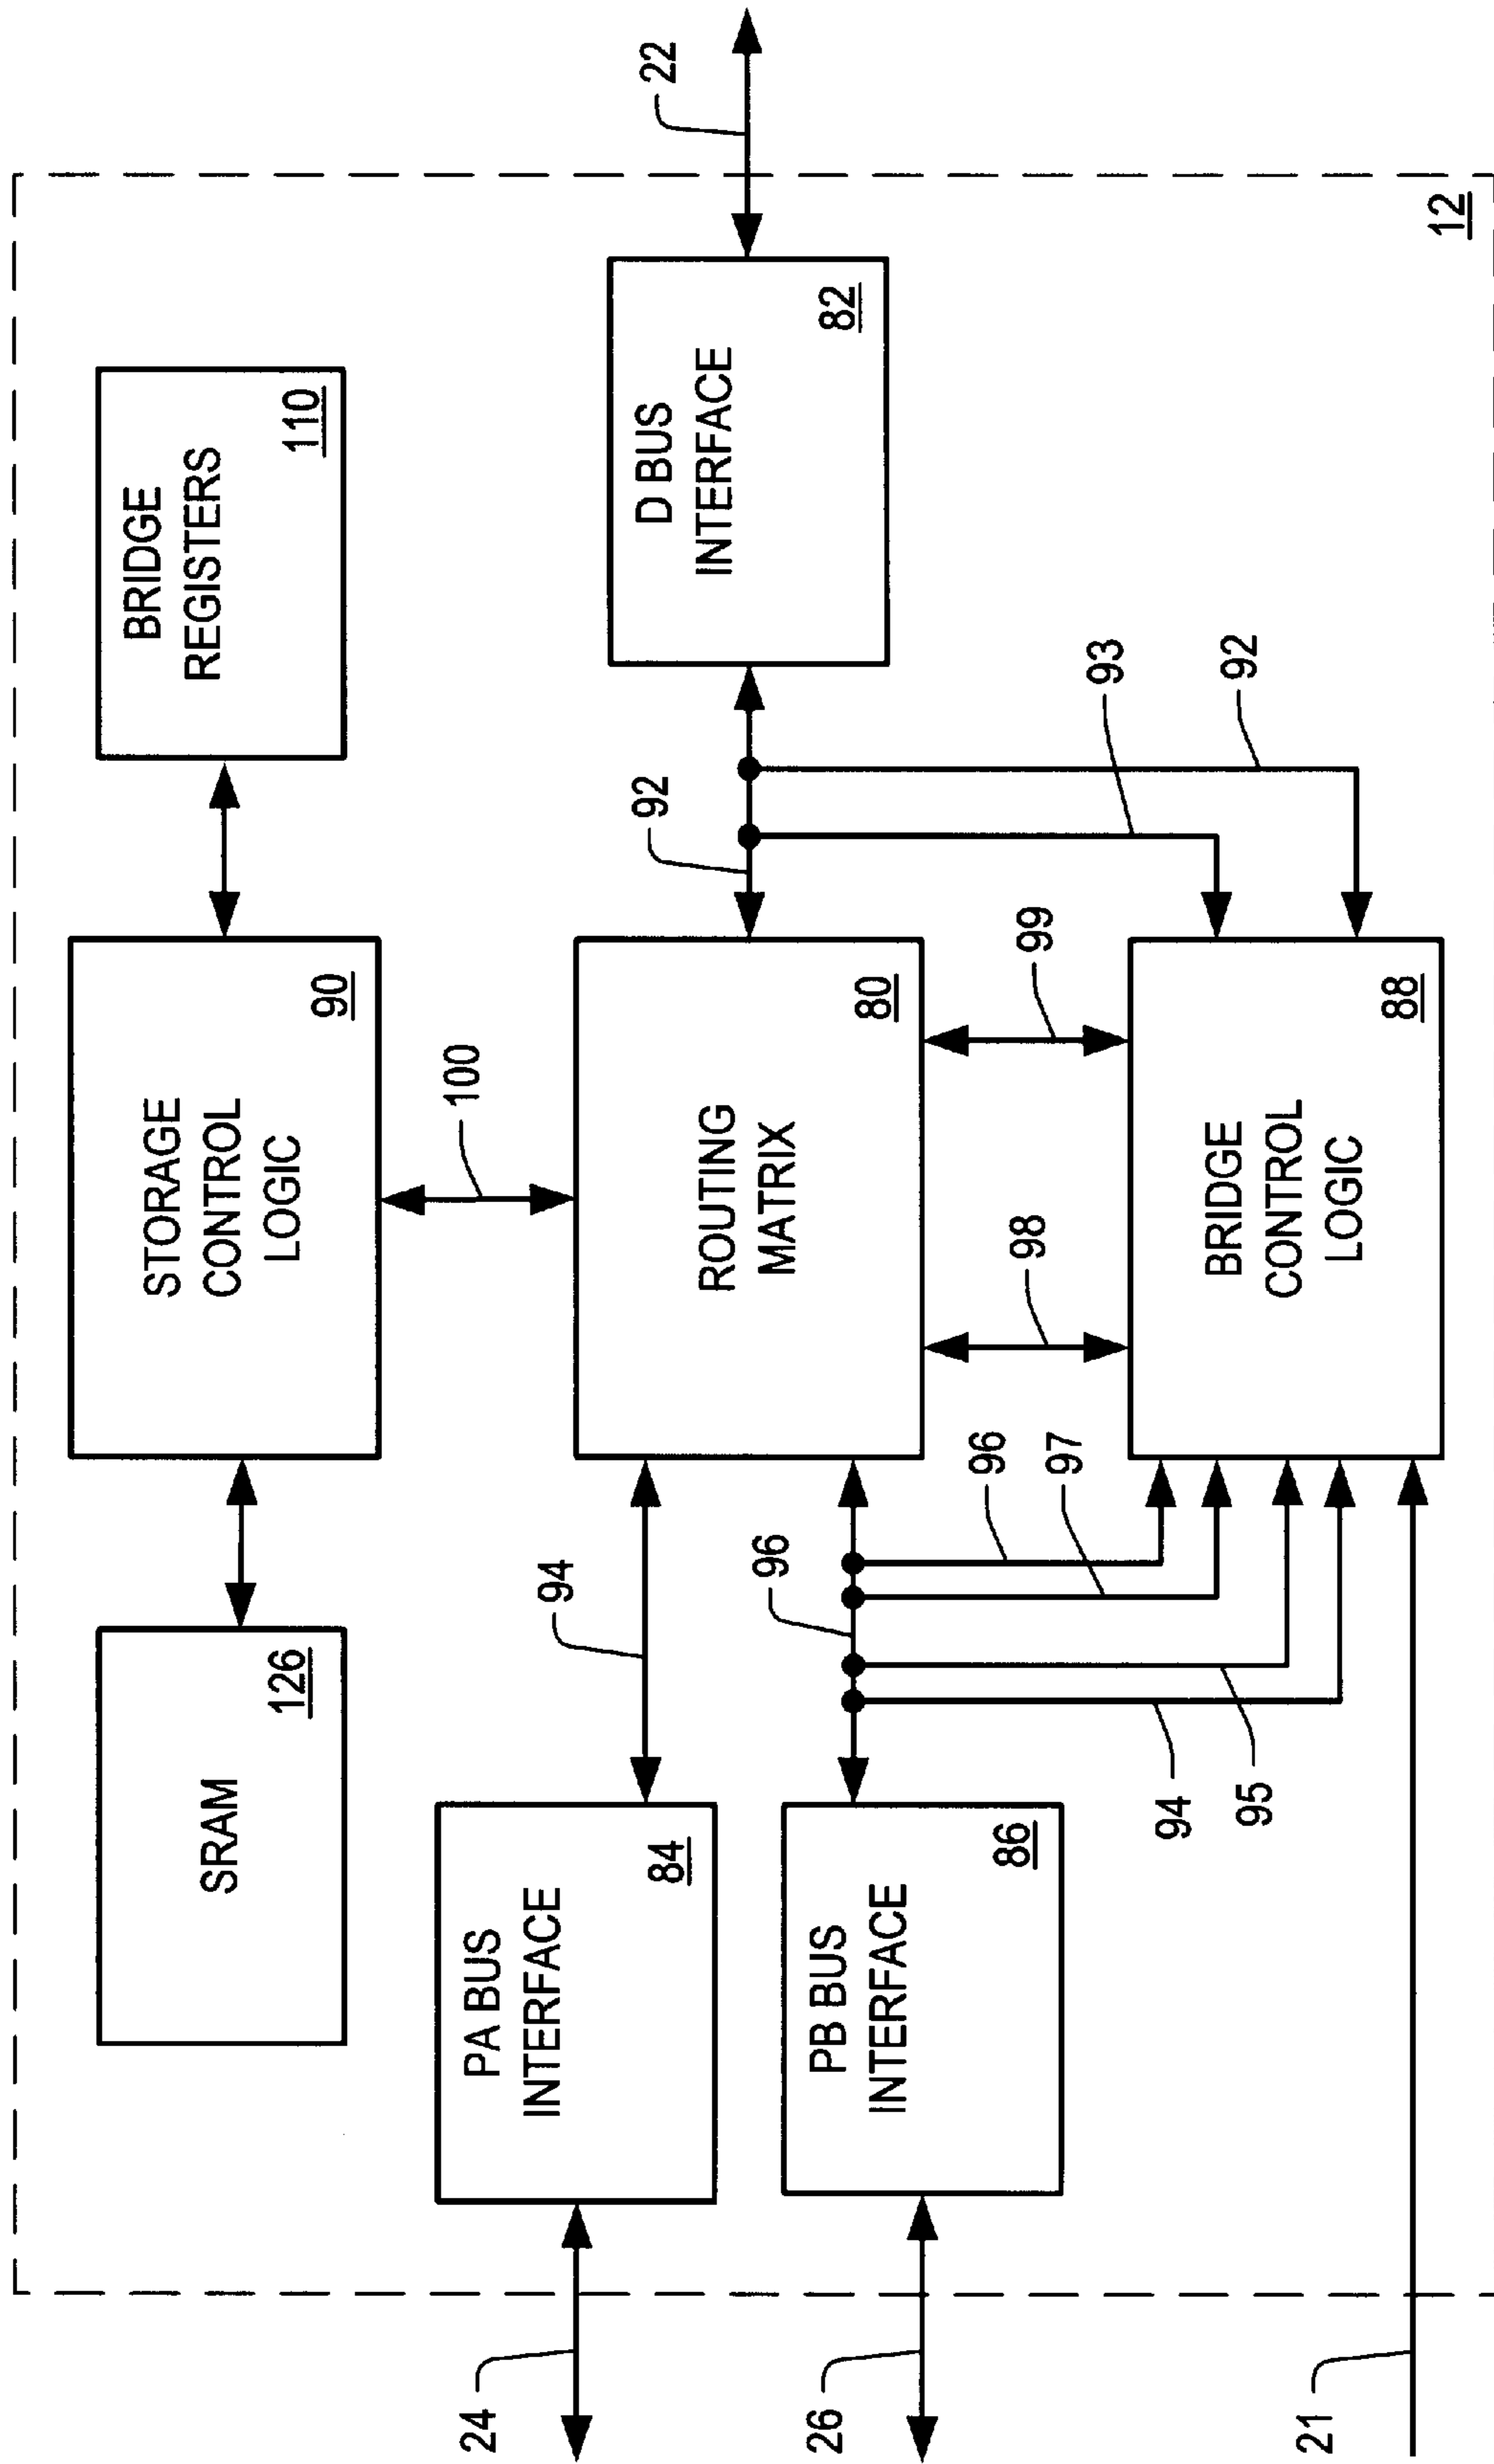 SRAM
126
STORAGE
CONTROL
LOGIC
90
BRIDGE
REGISTERS
110
100
24
PA BUS
INTERFACE
84
94
ROUTING
MATRIX
80
92
D BUS
INTERFACE
82
22
26
PB BUS
INTERFACE
86
96
96
97
94
95
98
99
93
92
21
BRIDGE
CONTROL
LOGIC
88
12